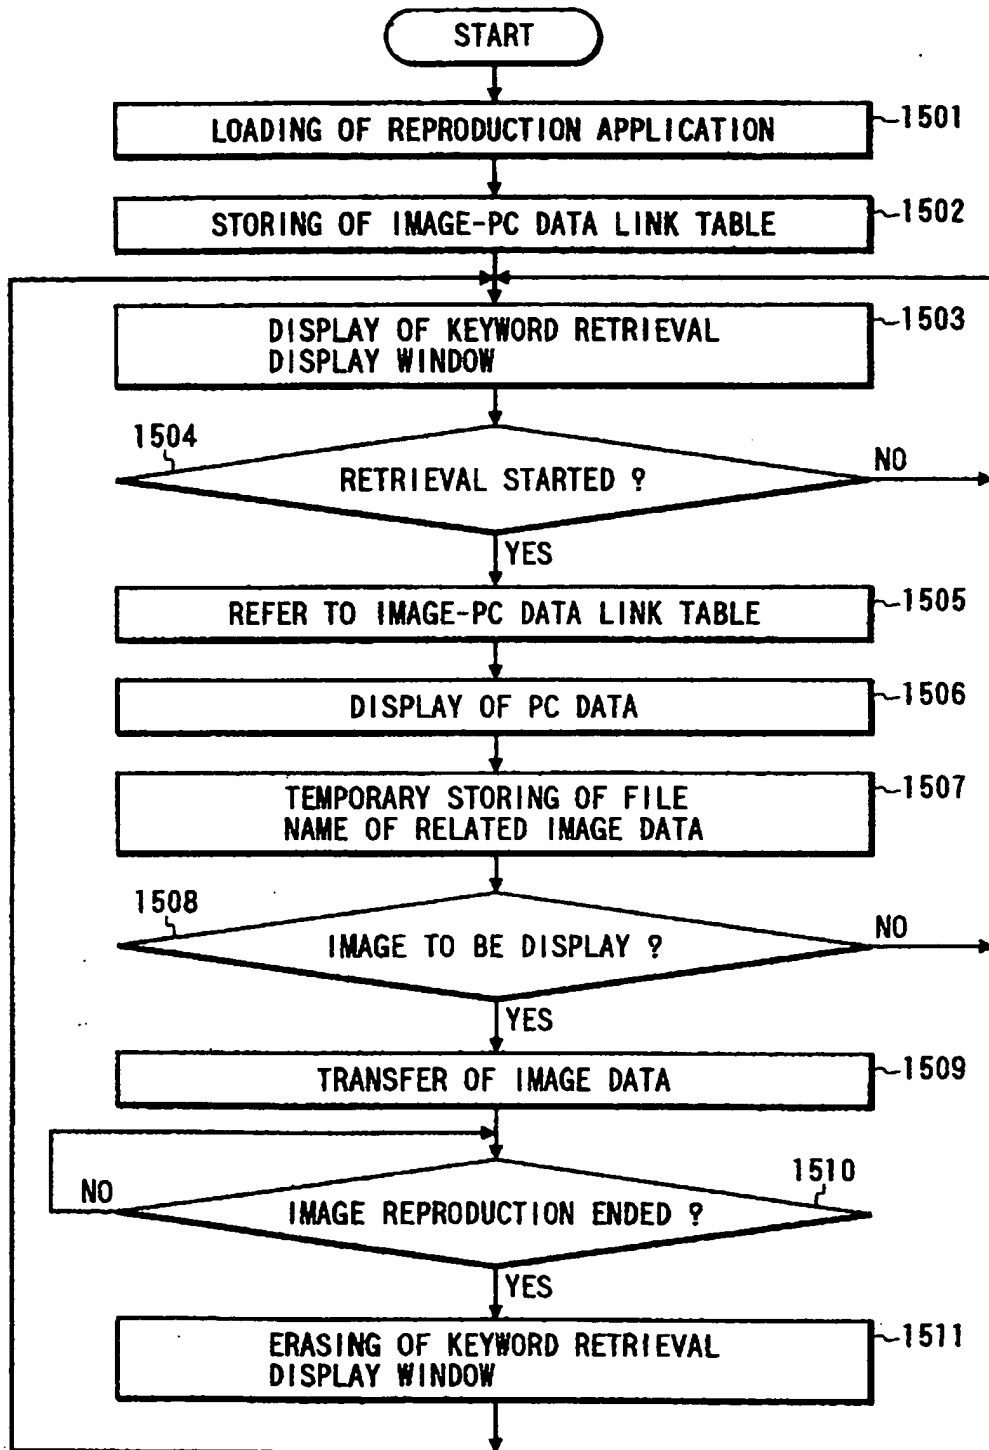 START
LOADING OF REPRODUCTION APPLICATION
1501
STORING OF IMAGE-PC DATA LINK TABLE
1502
DISPLAY OF KEYWORD RETRIEVAL
DISPLAY WINDOW
1503
1504
RETRIEVAL STARTED ?
NO
YES
REFER TO IMAGE-PC DATA LINK TABLE
1505
DISPLAY OF PC DATA
1506
TEMPORARY STORING OF FILE
NAME OF RELATED IMAGE DATA
1507
1508
IMAGE TO BE DISPLAY ?
NO
YES
TRANSFER OF IMAGE DATA
1509
1510
NO
IMAGE REPRODUCTION ENDED ?
YES
ERASING OF KEYWORD RETRIEVAL
DISPLAY WINDOW
1511